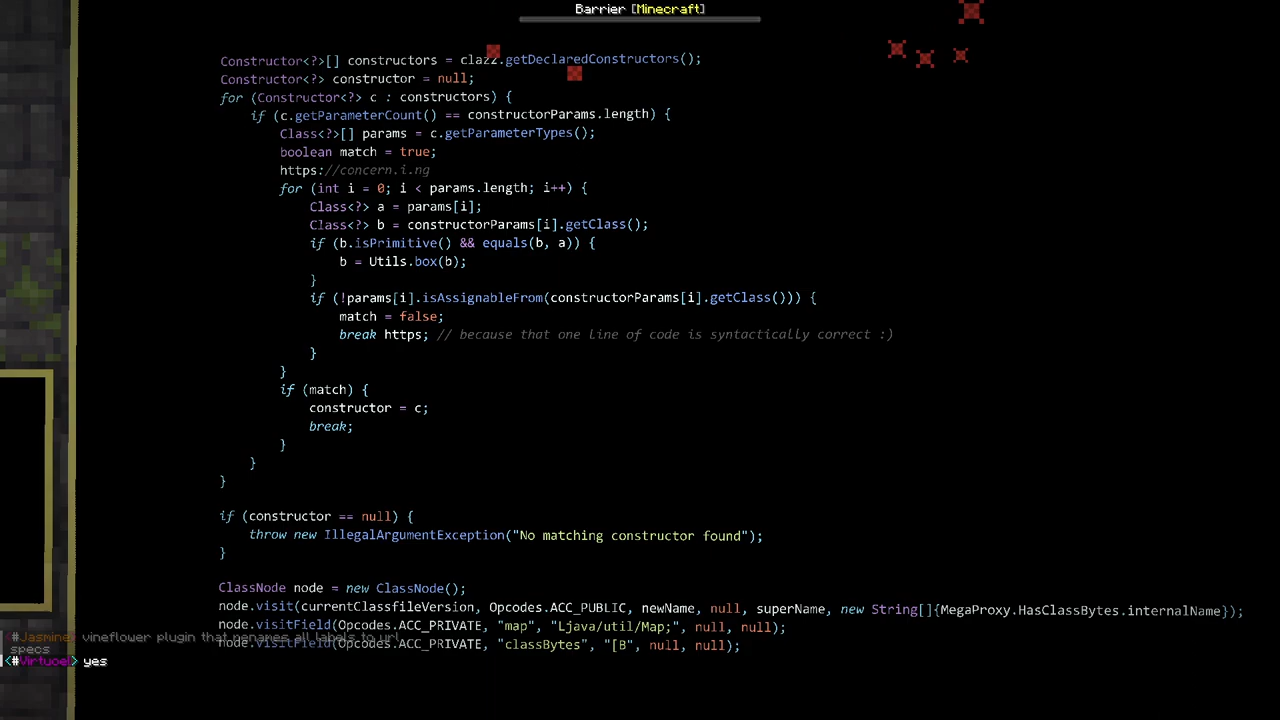 Barrier [Minecraft]
Constructor<?>[] constructors = clazz.getDeclaredConstructors();
Constructor<?> constructor = null;
for (Constructor<?> c : constructors) {
if (c.getParameterCount() == constructorParams.length) {
Class<?>[] params = c.getParameterTypes();
boolean match = true;
https://concern.i.ng
for (int i = 0; i < params.length; i++) {
Class<?> a = params[i];
Class<?> b = constructorParams[i].getClass();
if (b.isPrimitive() && equals(b, a)) {
b = Utils.box(b);
}
if (!params[i].isAssignableFrom(constructorParams[i].getClass())) {
match = false;
break https; // because that one line of code is syntactically correct :)
}
}
if (match) {
constructor = c;
break;
}
}
}
if (constructor == null) {
throw new IllegalArgumentException("No matching constructor found");
}
ClassNode node = new ClassNode();
node.visit(currentClassfileVersion, Opcodes.ACC_PUBLIC, newName, null, superName, new String[]{MegaProxy.HasClassBytes.internalName});
node.visitField(Opcodes.ACC_PRIVATE, "map", "Ljava/util/Map;", null, null);
node.visitField(Opcodes.ACC_PRIVATE, "classBytes", "[B", null, null);
<#Jasmine> vineflower plugin that renames all labels to url
specs
<#Virtuoel> yes